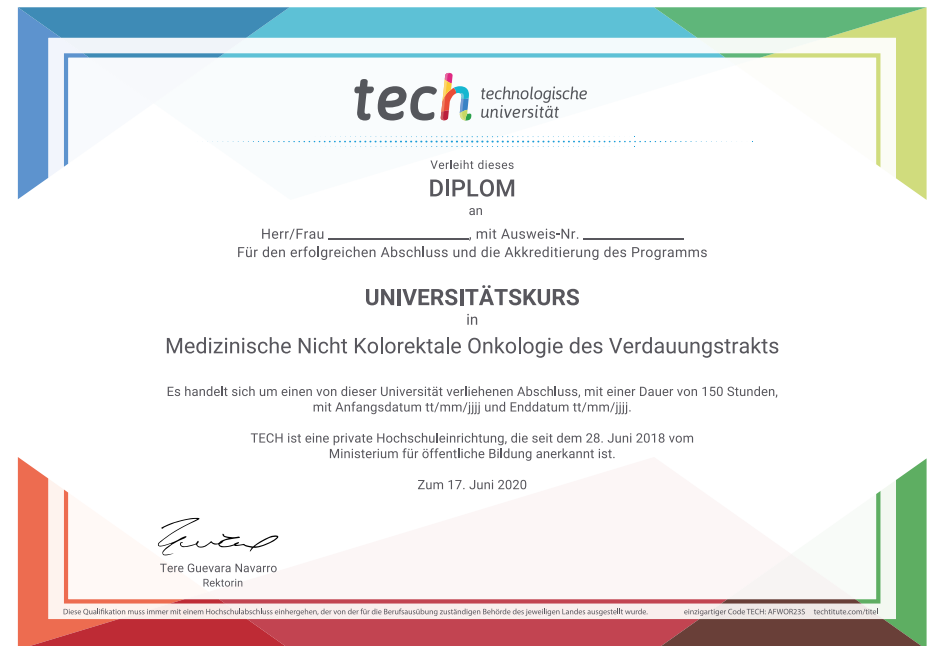 tech technologische
universität
Verleiht dieses
DIPLOM
an
Herr/Frau ____________________, mit Ausweis-Nr. ______________
Für den erfolgreichen Abschluss und die Akkreditierung des Programms
UNIVERSITÄTSKURS
in
Medizinische Nicht Kolorektale Onkologie des Verdauungstrakts
Es handelt sich um einen von dieser Universität verliehenen Abschluss, mit einer Dauer von 150 Stunden,
mit Anfangsdatum tt/mm/jjjj und Enddatum tt/mm/jjjj.
TECH ist eine private Hochschuleinrichtung, die seit dem 28. Juni 2018 vom
Ministerium für öffentliche Bildung anerkannt ist.
Zum 17. Juni 2020
Tere Guevara Navarro
Rektorin
Diese Qualifikation muss immer mit einem Hochschulabschluss einhergehen, der von der für die Berufsausübung zuständigen Behörde des jeweiligen Landes ausgestellt wurde. einzigartiger Code TECH: AFWOR23S techtitute.com/titel